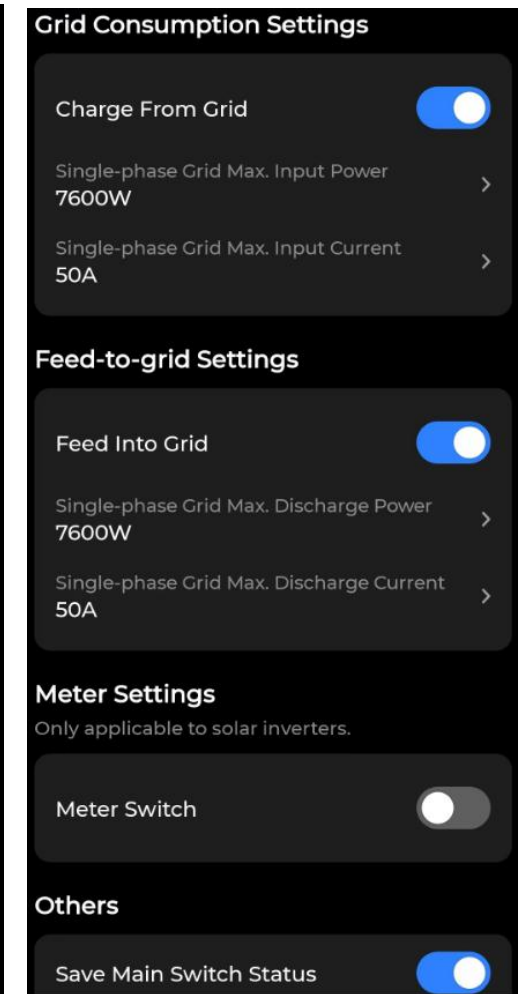 Grid Consumption Settings
Charge From Grid
Single-phase Grid Max. Input Power
7600W
Single-phase Grid Max. Input Current
50A
Feed-to-grid Settings
Feed Into Grid
Single-phase Grid Max. Discharge Power
7600W
Single-phase Grid Max. Discharge Current
50A
Meter Settings
Only applicable to solar inverters.
Meter Switch
Others
Save Main Switch Status